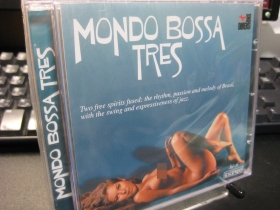 MONDO BOSSA
TRES
Two free spirits fused: the rhythm, passion and melody of Brazil,
with the swing and expressiveness of jazz
MONDO BOSSA TRES